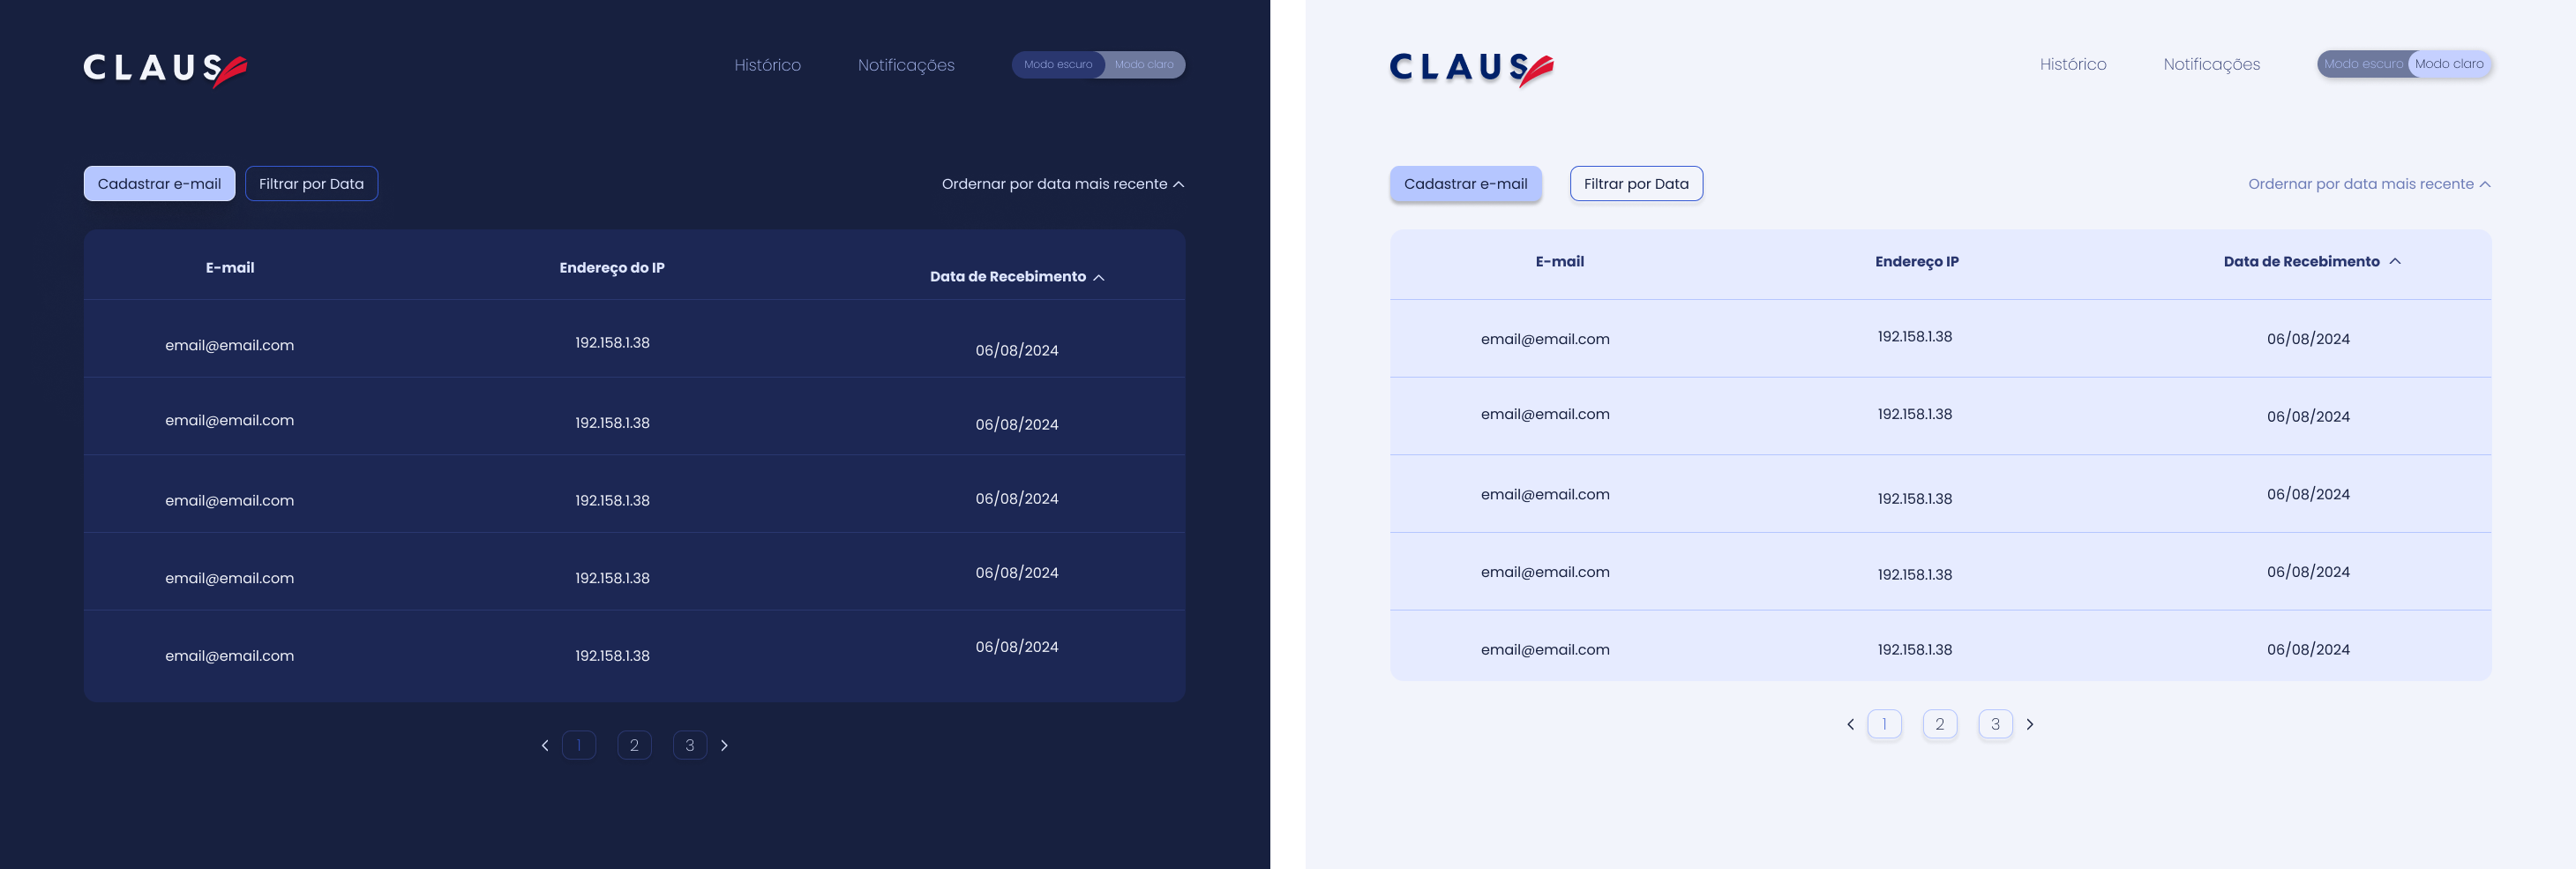 CLAUS
Histórico Notificações Modo escuro Modo claro
Cadastrar e-mail Filtrar por Data Ordernar por data mais recente
E-mail Endereço do IP Data de Recebimento
email@email.com 192.158.1.38 06/08/2024
email@email.com 192.158.1.38 06/08/2024
email@email.com 192.158.1.38 06/08/2024
email@email.com 192.158.1.38 06/08/2024
email@email.com 192.158.1.38 06/08/2024
1 2 3
CLAUS
Histórico Notificações Modo escuro Modo claro
Cadastrar e-mail Filtrar por Data Ordernar por data mais recente
E-mail Endereço IP Data de Recebimento
email@email.com 192.158.1.38 06/08/2024
email@email.com 192.158.1.38 06/08/2024
email@email.com 192.158.1.38 06/08/2024
email@email.com 192.158.1.38 06/08/2024
email@email.com 192.158.1.38 06/08/2024
1 2 3